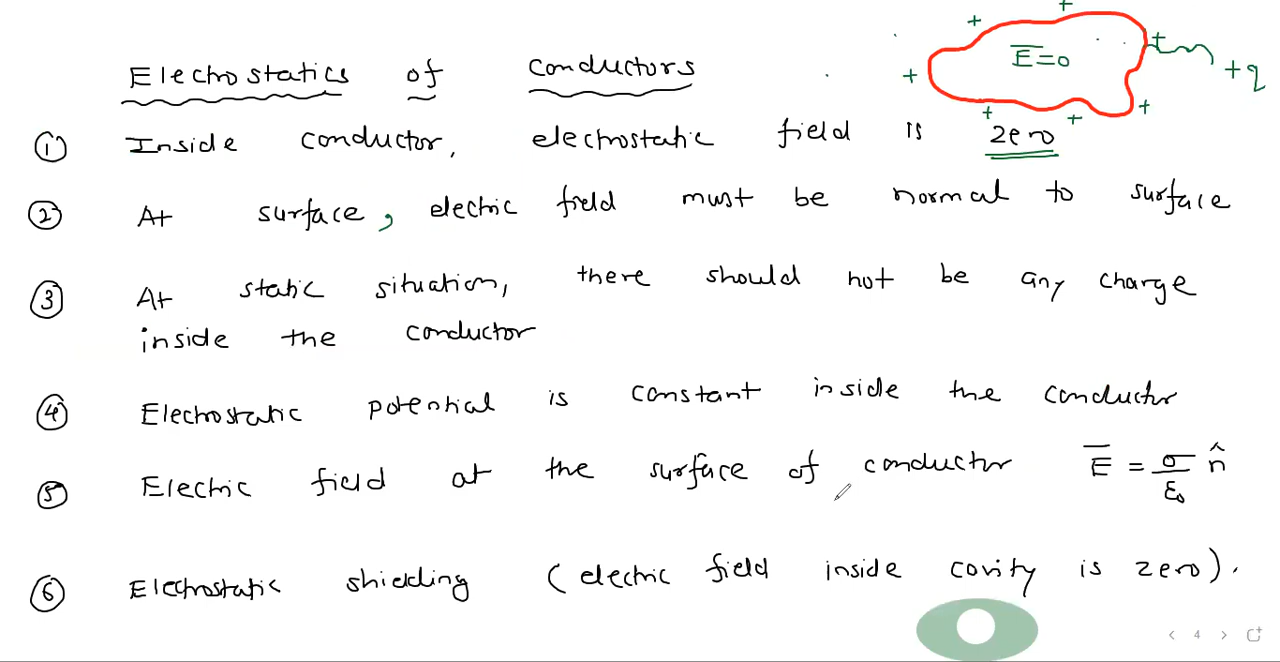 Electrostatics of conductors
E̅=0
+ + + + + + +
+q
① Inside conductor, electrostatic field is zero
② At surface, electric field must be normal to surface
③ At static situation, there should not be any charge
inside the conductor
④ Electrostatic potential is constant inside the conductor
⑤ Electric field at the surface of conductor E̅ = σ/ε₀ n̂
⑥ Electrostatic shielding (electric field inside cavity is zero).
< 4 >